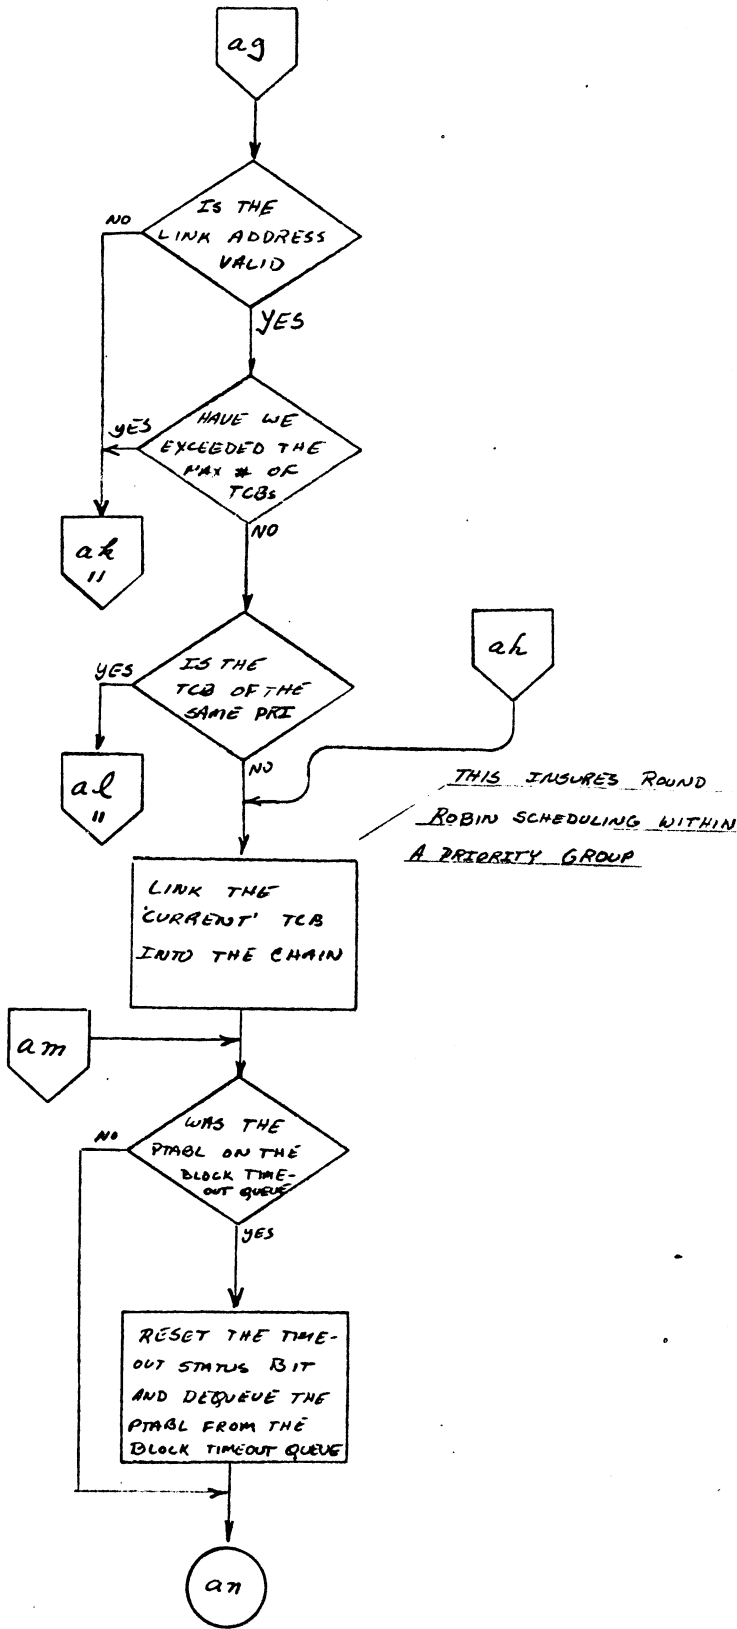 ag
IS THE
LINK ADDRESS
VALID
NO
YES
HAVE WE
EXCEEDED THE
MAX # OF
TCBs
YES
NO
ak
"
IS THE
TCB OF THE
SAME PRI
YES
NO
ah
al
"
THIS INSURES ROUND
ROBIN SCHEDULING WITHIN
A PRIORITY GROUP
LINK THE
'CURRENT' TCB
INTO THE CHAIN
am
WAS THE
PTABL ON THE
BLOCK TIME-
OUT QUEUE
NO
YES
RESET THE TIME-
OUT STATUS BIT
AND DEQUEUE THE
PTABL FROM THE
BLOCK TIMEOUT QUEUE
an